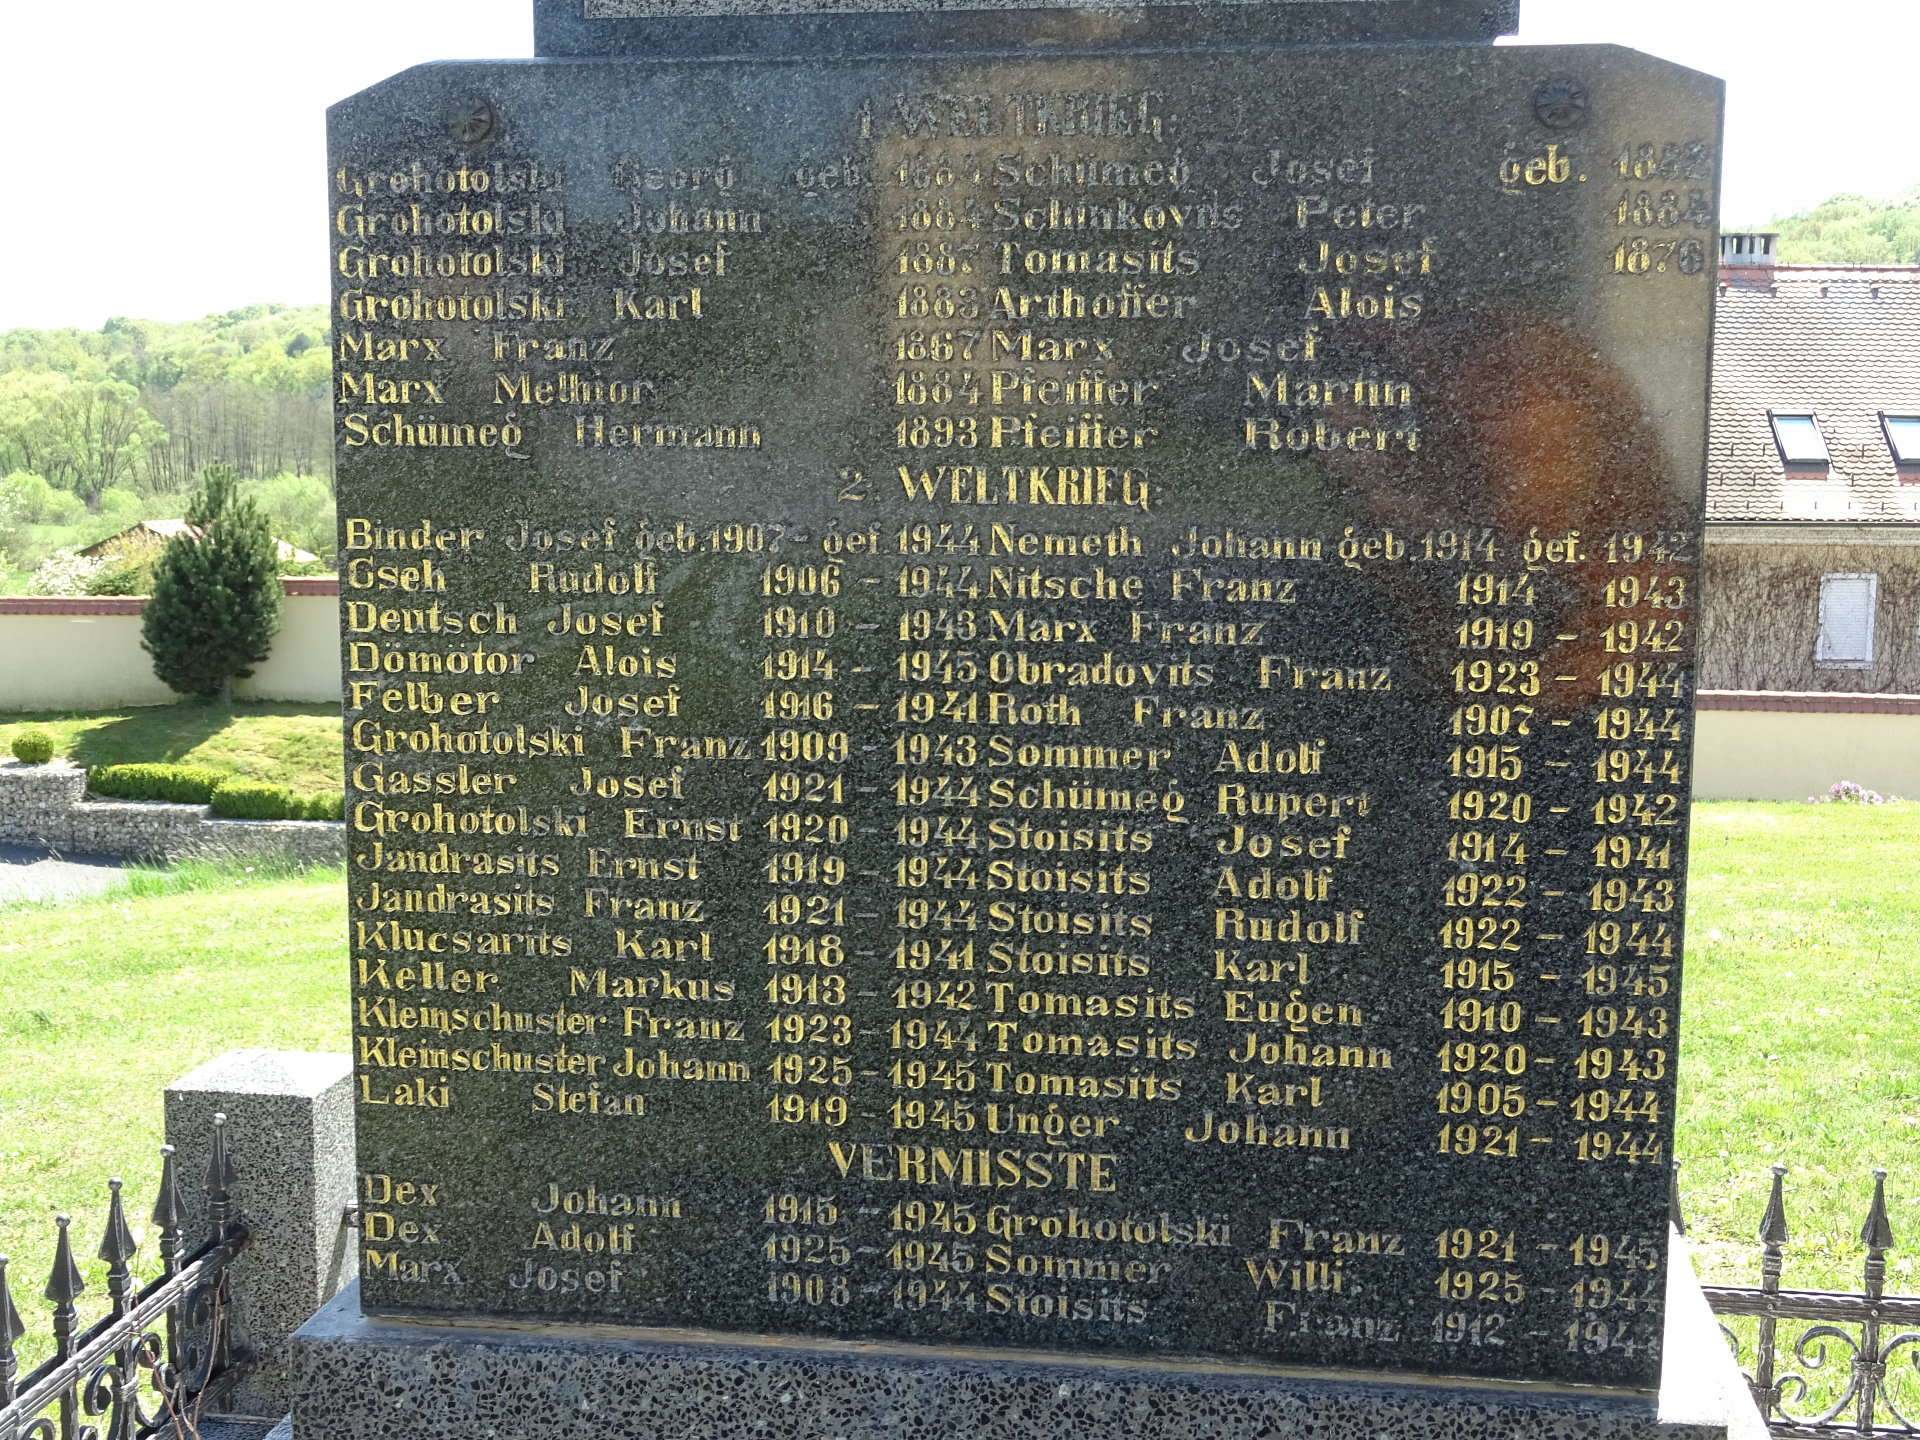 1. WELTKRIEG:
Grohotolski Georg geb. 1884 Schümeg Josef geb. 1882
Grohotolski Johann 1884 Schinkovits Peter 1884
Grohotolski Josef 1887 Tomasits Josef 1876
Grohotolski Karl 1883 Arthoffer Alois
Marx Franz 1867 Marx Josef
Marx Melhior 1884 Pfeiffer Martin
Schümeg Hermann 1893 Pfeiffer Robert
2. WELTKRIEG:
Binder Josef geb. 1907 - gef. 1944 Nemeth Johann geb. 1914 gef. 1942
Cseh Rudolf 1906 - 1944 Nitsche Franz 1914 1943
Deutsch Josef 1910 - 1943 Marx Franz 1919 - 1942
Dömötor Alois 1914 - 1945 Obradovits Franz 1923 - 1944
Felber Josef 1916 - 1941 Roth Franz 1907 - 1944
Grohotolski Franz 1909 - 1943 Sommer Adolf 1915 - 1944
Gassler Josef 1921 - 1944 Schümeg Rupert 1920 - 1942
Grohotolski Ernst 1920 - 1944 Stoisits Josef 1914 - 1941
Jandrasits Ernst 1919 - 1944 Stoisits Adolf 1922 - 1943
Jandrasits Franz 1921 - 1944 Stoisits Rudolf 1922 - 1944
Klucsarits Karl 1918 - 1941 Stoisits Karl 1915 - 1945
Keller Markus 1913 - 1942 Tomasits Eugen 1910 - 1943
Kleinschuster Franz 1923 - 1944 Tomasits Johann 1920 - 1943
Kleinschuster Johann 1925 - 1945 Tomasits Karl 1905 - 1944
Laki Stefan 1919 - 1945 Unger Johann 1921 - 1944
VERMISSTE
Dex Johann 1915 - 1945 Grohotolski Franz 1921 - 1945
Dex Adolf 1925 - 1945 Sommer Willi 1925 - 1944
Marx Josef 1908 - 1944 Stoisits Franz 1912 -